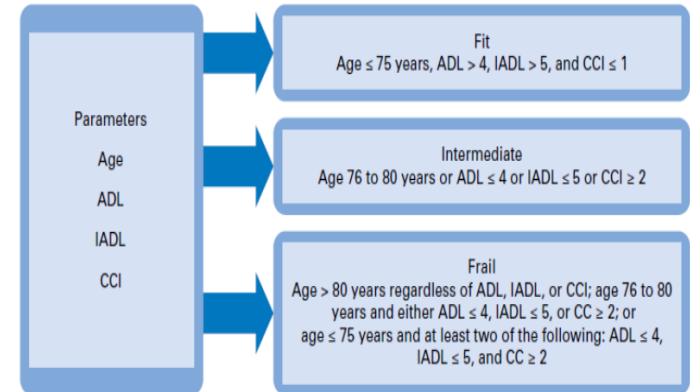 Parameters
Age
ADL
IADL
CCI
Fit
Age ≤ 75 years, ADL > 4, IADL > 5, and CCI ≤ 1
Intermediate
Age 76 to 80 years or ADL ≤ 4 or IADL ≤ 5 or CCI ≥ 2
Frail
Age > 80 years regardless of ADL, IADL, or CCI; age 76 to 80
years and either ADL ≤ 4, IADL ≤ 5, or CC ≥ 2; or
age ≤ 75 years and at least two of the following: ADL ≤ 4,
IADL ≤ 5, and CC ≥ 2